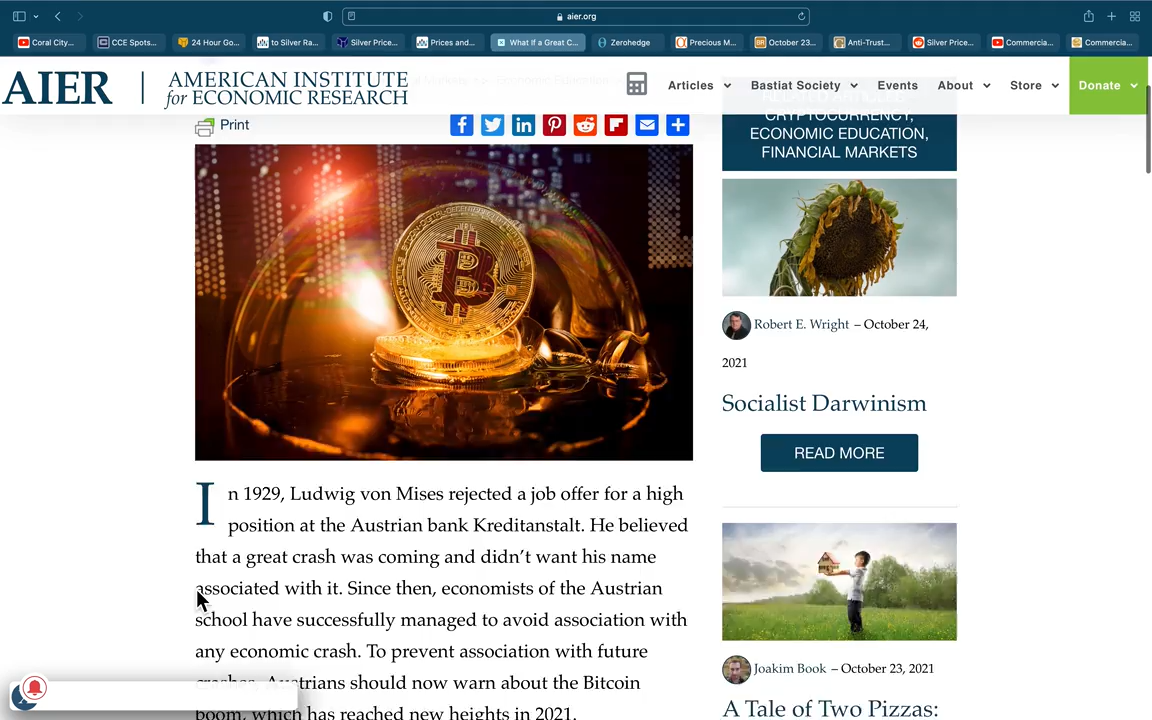 aier.org
Coral City...
CCE Spots...
24 Hour Go...
to Silver Ra...
Silver Price...
Prices and...
What If a Great C...
Zerohedge
Precious M...
October 23...
Anti-Trust...
Silver Price...
Commercia...
Commercia...
AIER
AMERICAN INSTITUTE
for ECONOMIC RESEARCH
Articles
Bastiat Society
Events
About
Store
Donate
Print
CRYPTOCURRENCY,
ECONOMIC EDUCATION,
FINANCIAL MARKETS
Robert E. Wright – October 24,
2021
Socialist Darwinism
READ MORE
In 1929, Ludwig von Mises rejected a job offer for a high
position at the Austrian bank Kreditanstalt. He believed
that a great crash was coming and didn’t want his name
associated with it. Since then, economists of the Austrian
school have successfully managed to avoid association with
any economic crash. To prevent association with future
crashes, Austrians should now warn about the Bitcoin
boom, which has reached new heights in 2021.
Joakim Book – October 23, 2021
A Tale of Two Pizzas: